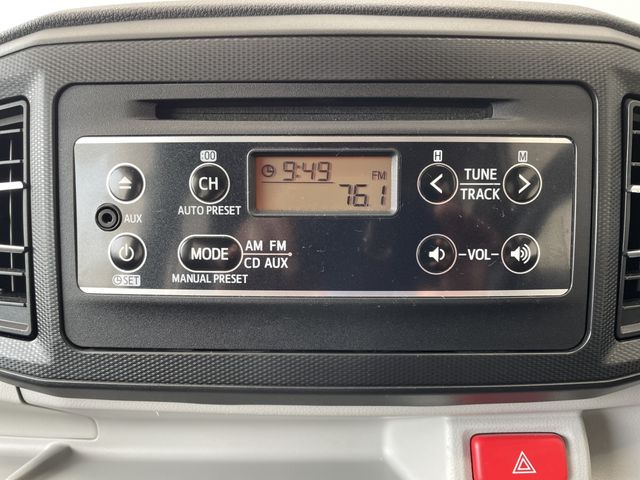 :00 H M
9:49 FM
76.1
CH
AUTO PRESET
TUNE
TRACK
AUX
MODE
AM FM
CD AUX
MANUAL PRESET
-VOL-
SET